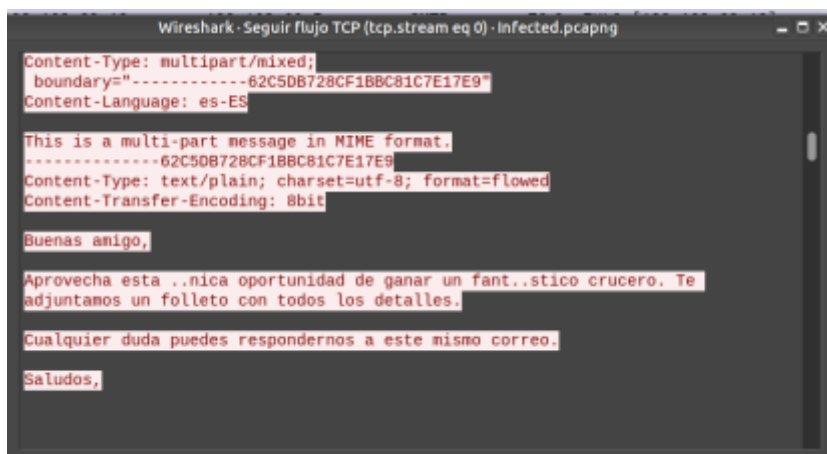 Wireshark · Seguir flujo TCP (tcp.stream eq 0) · Infected.pcapng
Content-Type: multipart/mixed;
boundary="------------62C5DB728CF1BBC81C7E17E9"
Content-Language: es-ES
This is a multi-part message in MIME format.
--------------62C5DB728CF1BBC81C7E17E9
Content-Type: text/plain; charset=utf-8; format=flowed
Content-Transfer-Encoding: 8bit
Buenas amigo,
Aprovecha esta ..nica oportunidad de ganar un fant..stico crucero. Te
adjuntamos un folleto con todos los detalles.
Cualquier duda puedes respondernos a este mismo correo.
Saludos,